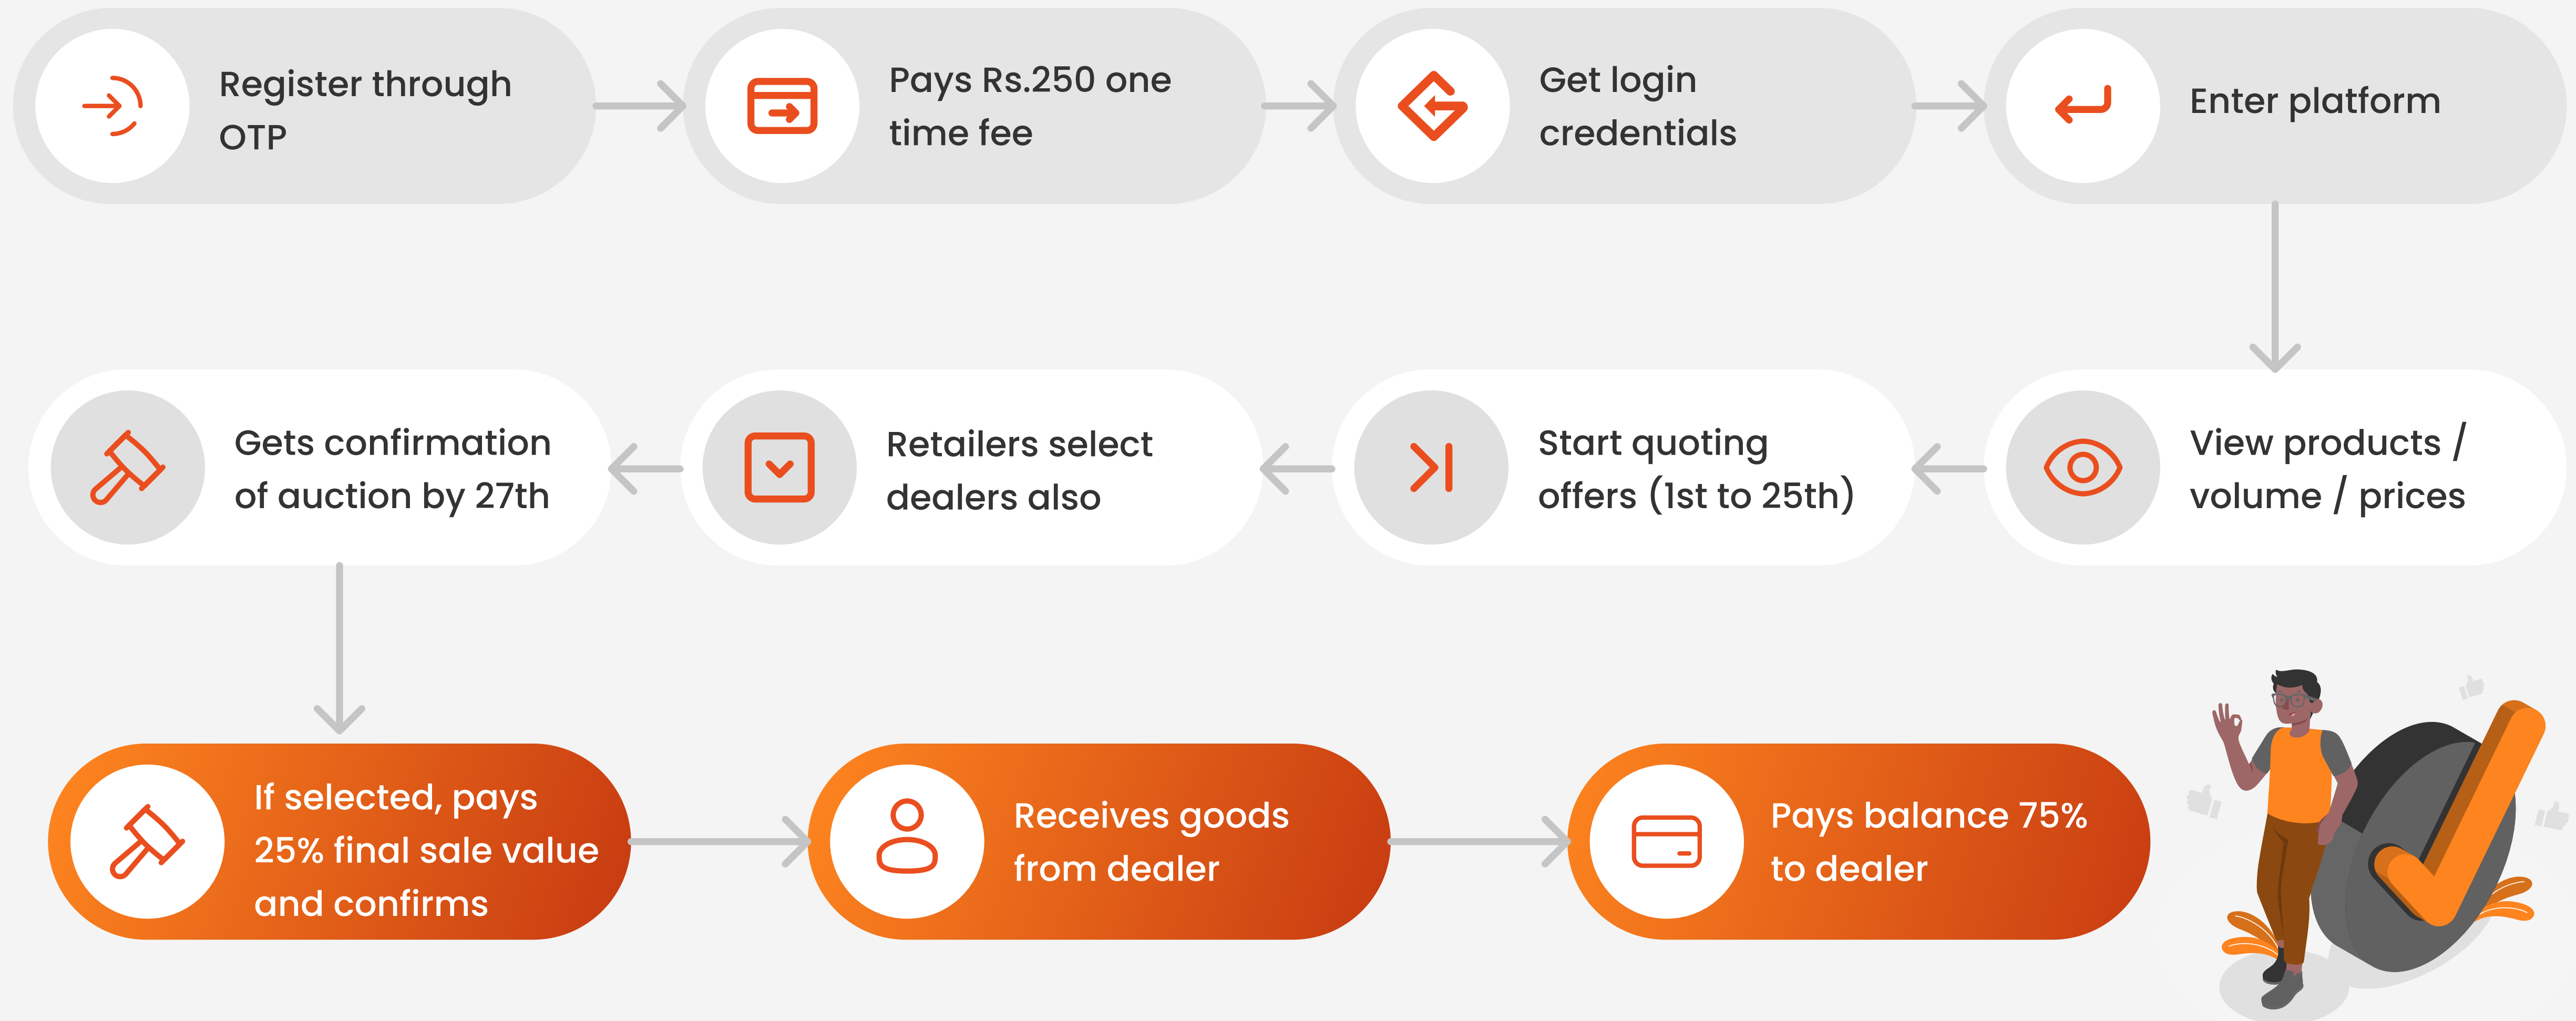 Register through
OTP
Pays Rs.250 one
time fee
Get login
credentials
Enter platform
View products /
volume / prices
Start quoting
offers (1st to 25th)
Retailers select
dealers also
Gets confirmation
of auction by 27th
If selected, pays
25% final sale value
and confirms
Receives goods
from dealer
Pays balance 75%
to dealer